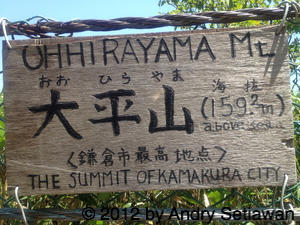 OHHIRAYAMA Mt.
おお ひら やま
大平山 海抜 (159.2m) above sea.l
〈鎌倉市最高地点〉
THE SUMMIT OF KAMAKURA CITY
© 2012 by Andry Setiawan